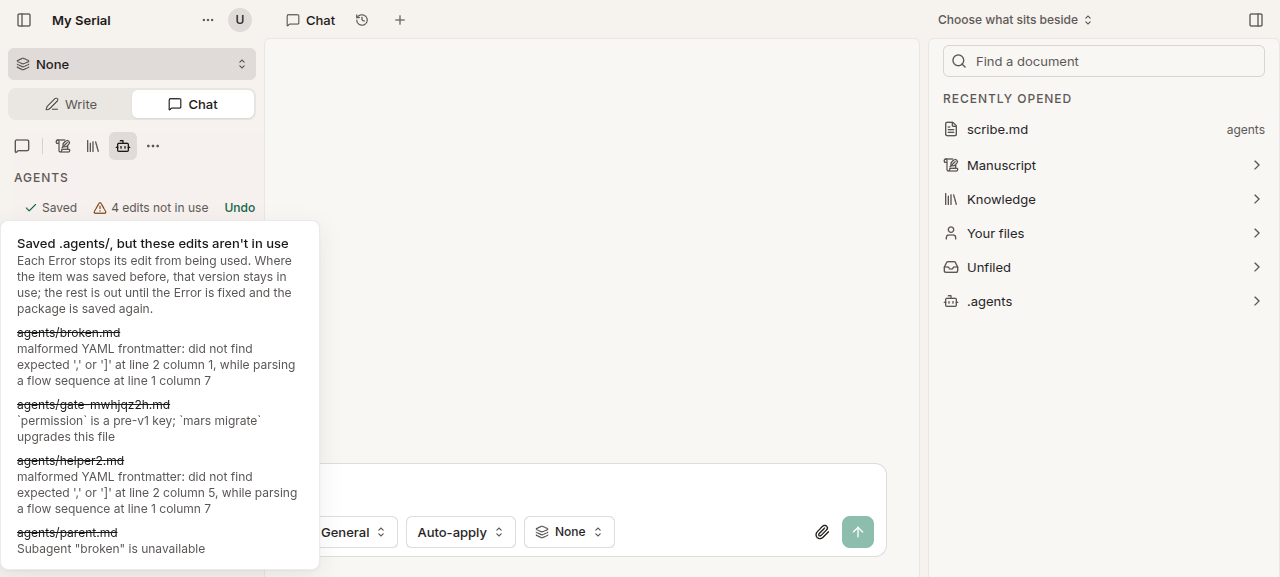 My Serial
U
Chat
Choose what sits beside
None
Write
Chat
AGENTS
Saved
4 edits not in use
Undo
Saved .agents/, but these edits aren't in use
Each Error stops its edit from being used. Where
the item was saved before, that version stays in
use; the rest is out until the Error is fixed and the
package is saved again.
agents/broken.md
malformed YAML frontmatter: did not find
expected ',' or ']' at line 2 column 1, while parsing
a flow sequence at line 1 column 7
agents/gate-mwhjqz2h.md
`permission` is a pre-v1 key; `mars migrate`
upgrades this file
agents/helper2.md
malformed YAML frontmatter: did not find
expected ',' or ']' at line 2 column 5, while parsing
a flow sequence at line 1 column 7
agents/parent.md
Subagent "broken" is unavailable
General
Auto-apply
None
Find a document
RECENTLY OPENED
scribe.md
agents
Manuscript
Knowledge
Your files
Unfiled
.agents